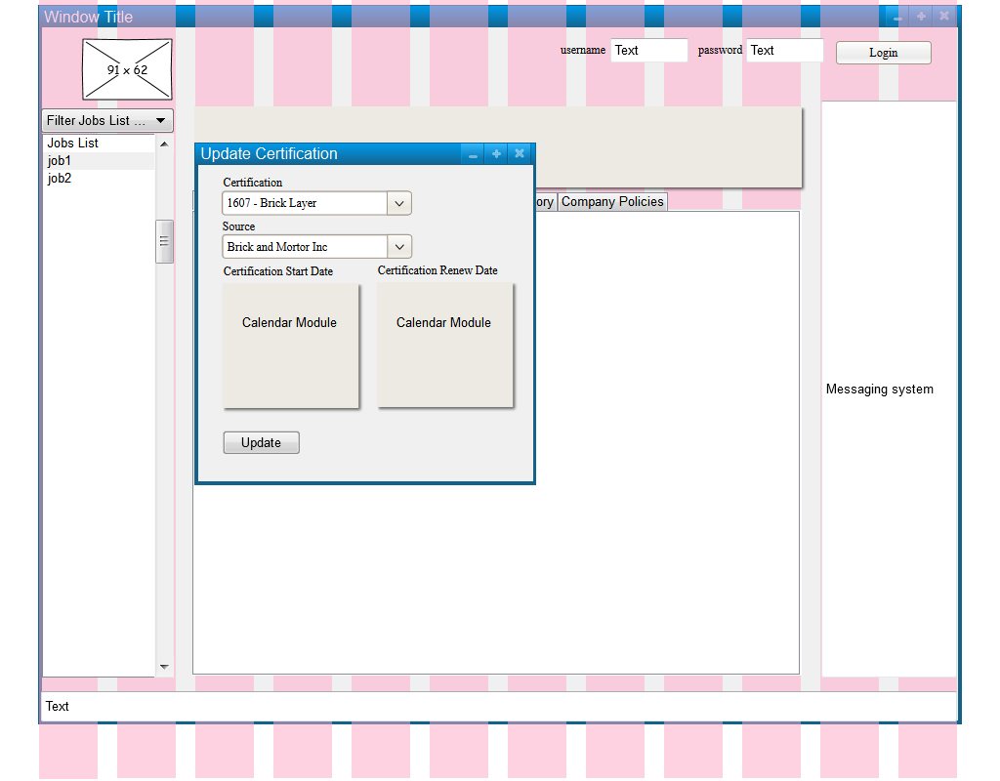 Window Title
91 x 62
username Text password Text Login
Filter Jobs List ...
Jobs List
job1
job2
Update Certification
Certification
1607 - Brick Layer
Source
Brick and Mortor Inc
Certification Start Date Certification Renew Date
Calendar Module Calendar Module
Update
ory Company Policies
Messaging system
Text